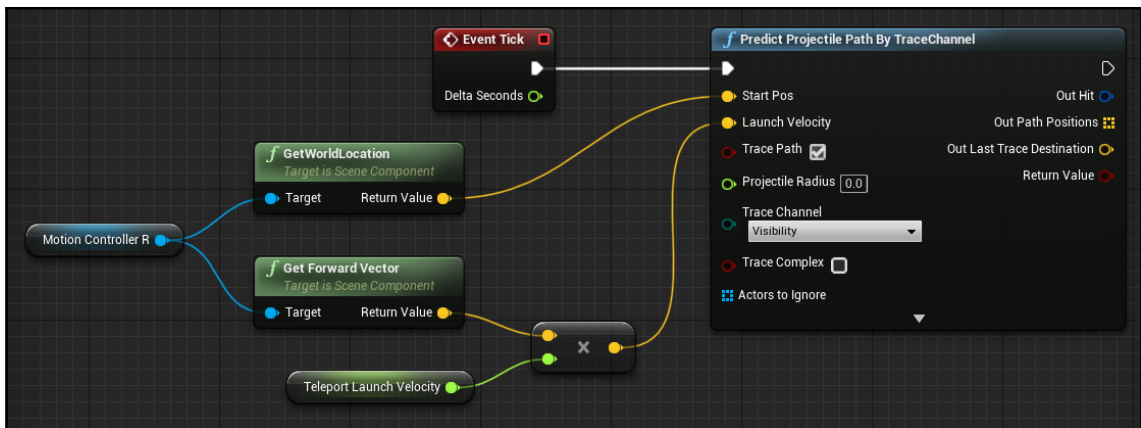 Event Tick
Delta Seconds
f Predict Projectile Path By TraceChannel
Start Pos
Out Hit
Launch Velocity
Out Path Positions
Trace Path
Out Last Trace Destination
Projectile Radius 0.0
Return Value
Trace Channel
Visibility
Trace Complex
Actors to Ignore
f GetWorldLocation
Target is Scene Component
Target Return Value
Motion Controller R
f Get Forward Vector
Target is Scene Component
Target Return Value
×
Teleport Launch Velocity